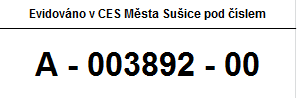 Evidováno v CES Města Sušice pod číslem
A - 003892 - 00